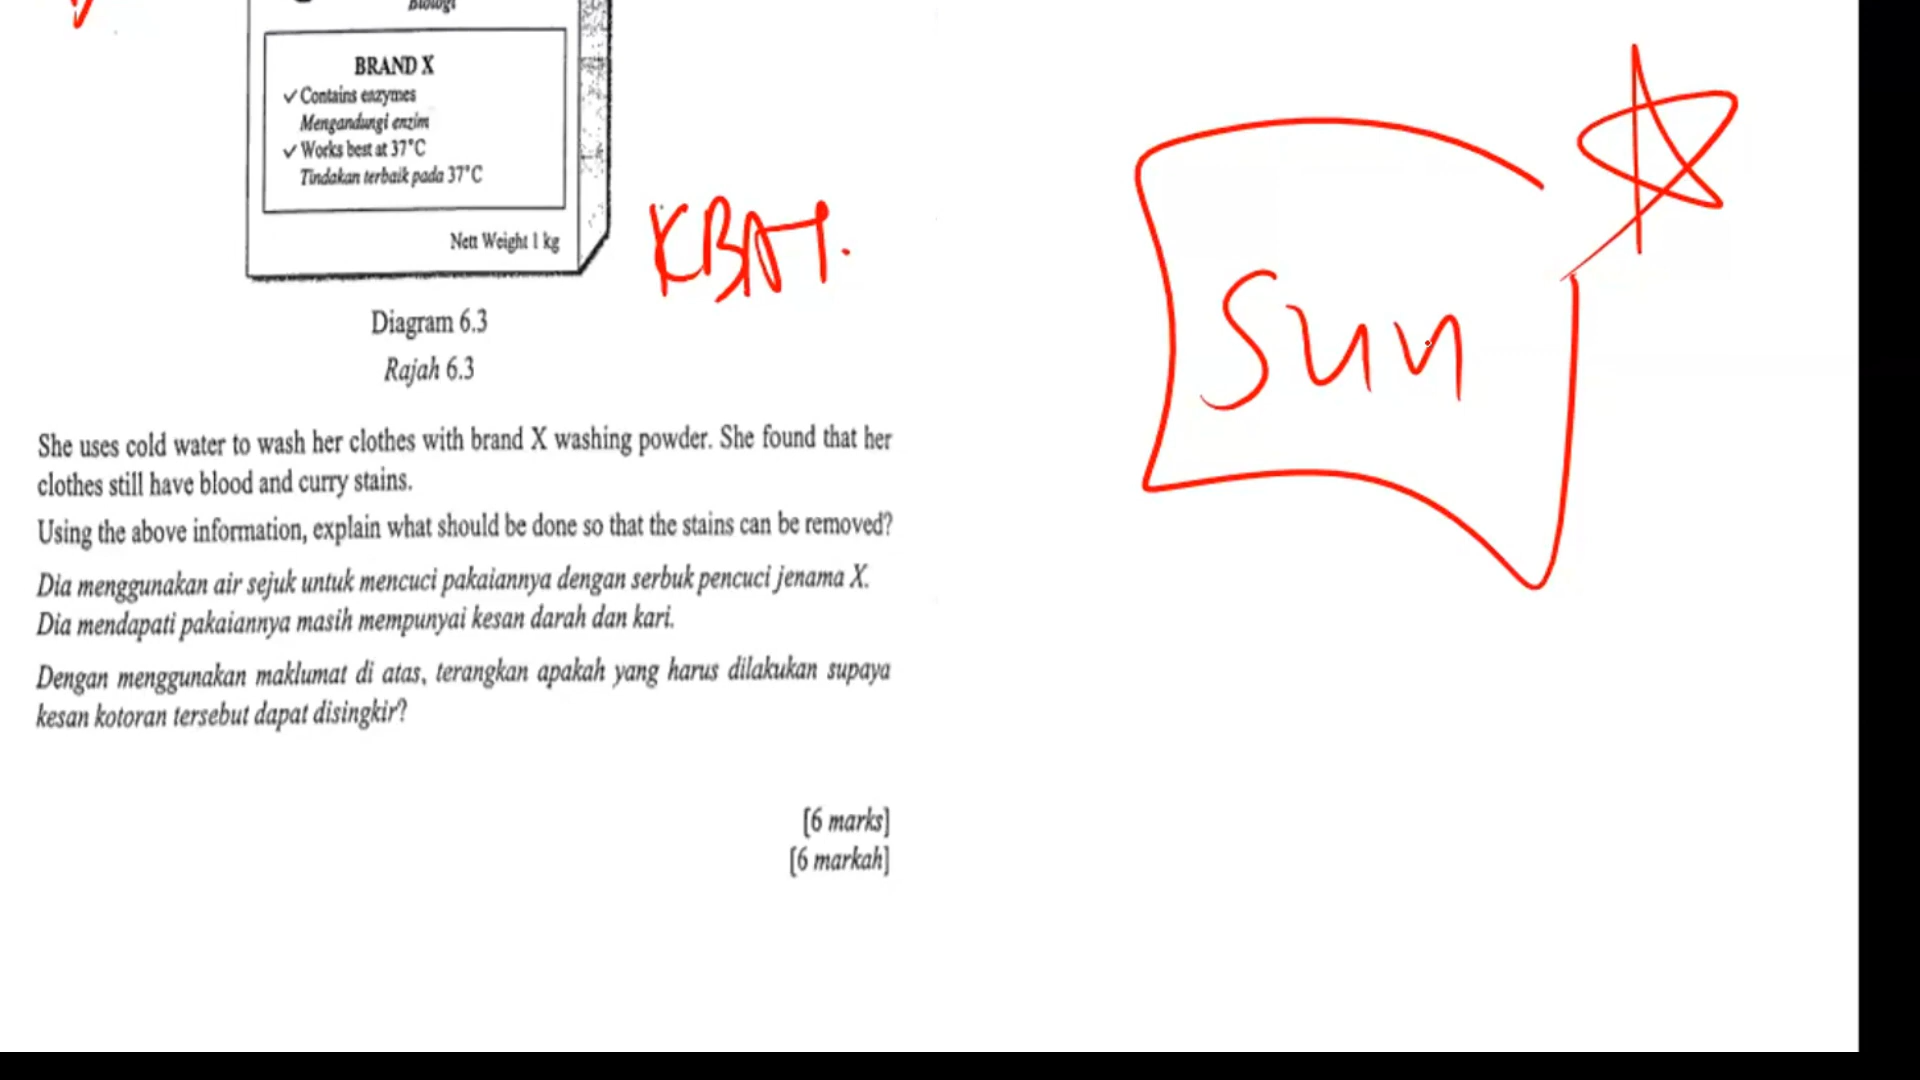 Biologi
BRAND X
✓ Contains enzymes
Mengandungi enzim
✓ Works best at 37°C
Tindakan terbaik pada 37°C
Nett Weight 1 kg
KBAT.
Diagram 6.3
Rajah 6.3
She uses cold water to wash her clothes with brand X washing powder. She found that her
clothes still have blood and curry stains.
Using the above information, explain what should be done so that the stains can be removed?
Dia menggunakan air sejuk untuk mencuci pakaiannya dengan serbuk pencuci jenama X.
Dia mendapati pakaiannya masih mempunyai kesan darah dan kari.
Dengan menggunakan maklumat di atas, terangkan apakah yang harus dilakukan supaya
kesan kotoran tersebut dapat disingkir?
[6 marks]
[6 markah]
Sun